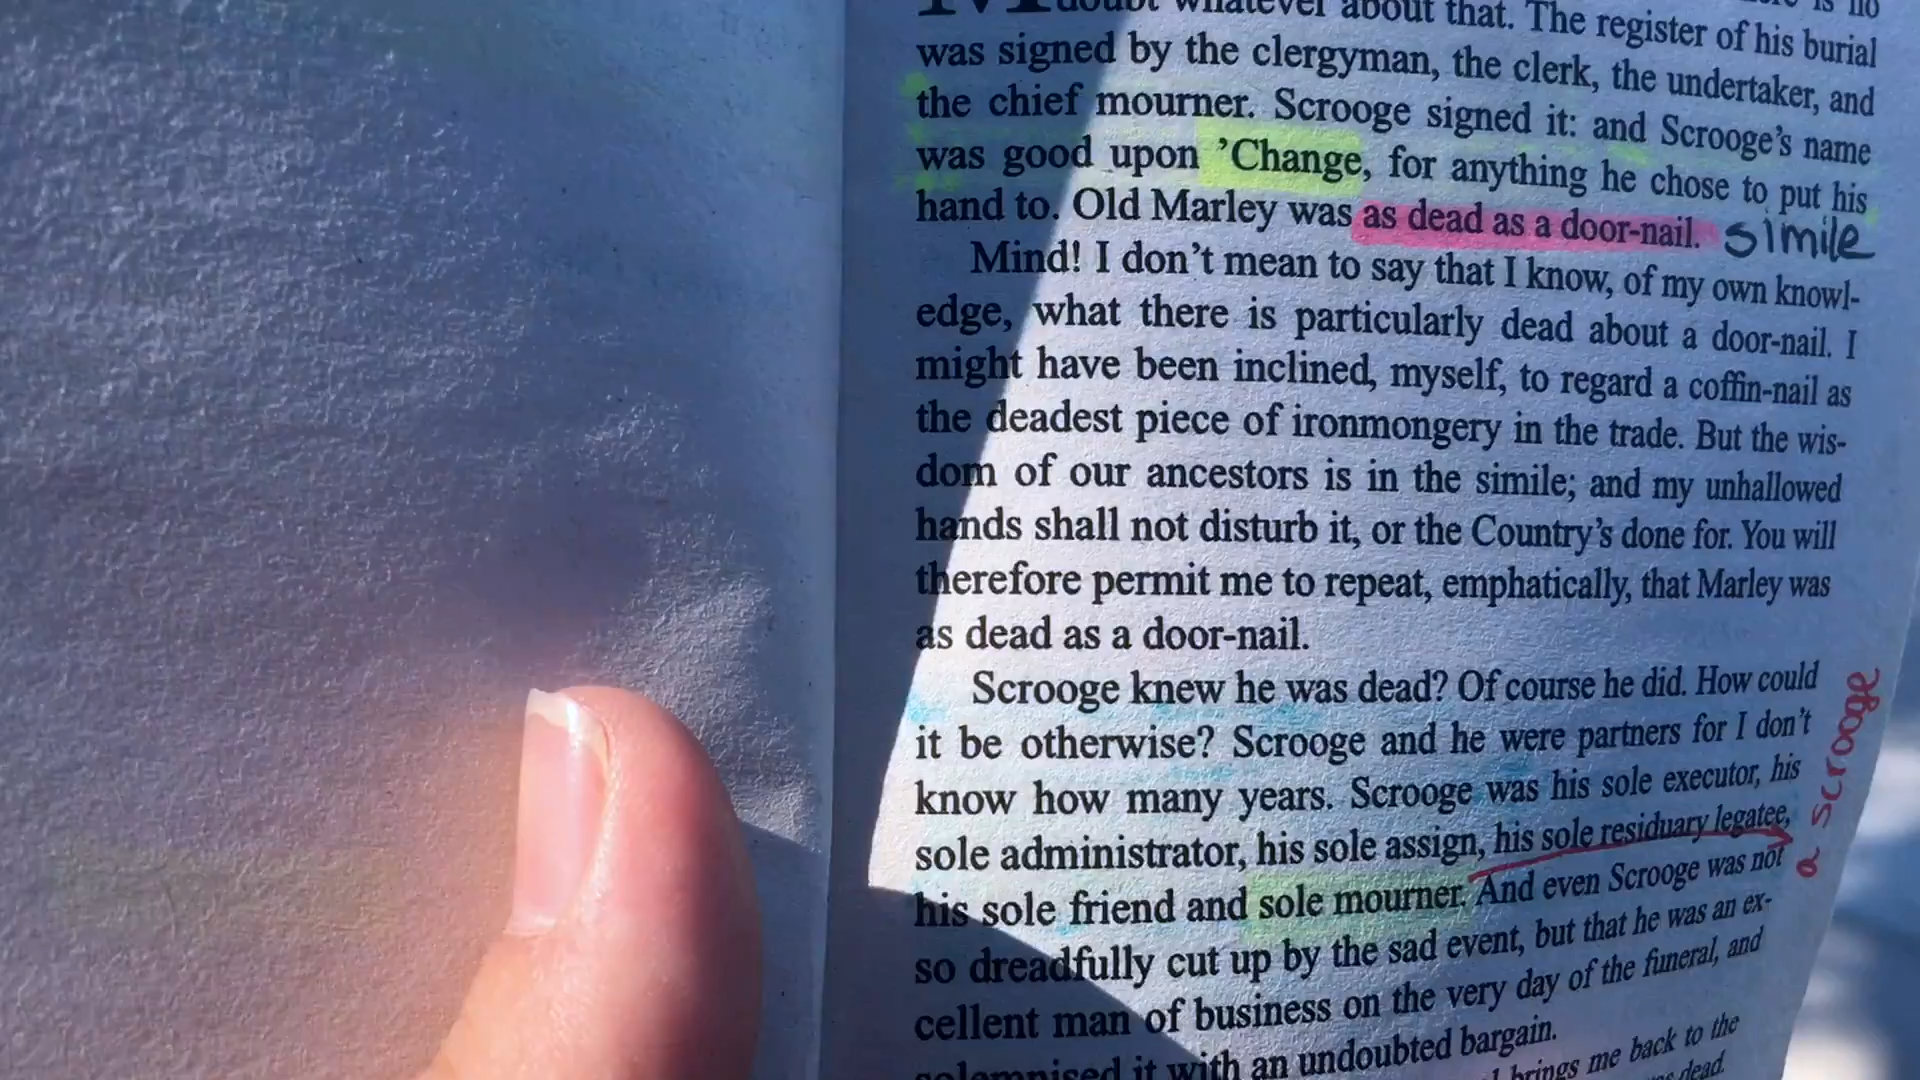 doubt whatever about that. The register of his burial
was signed by the clergyman, the clerk, the undertaker, and
the chief mourner. Scrooge signed it: and Scrooge's name
was good upon 'Change, for anything he chose to put his
hand to. Old Marley was as dead as a door-nail. simile
Mind! I don't mean to say that I know, of my own knowl-
edge, what there is particularly dead about a door-nail. I
might have been inclined, myself, to regard a coffin-nail as
the deadest piece of ironmongery in the trade. But the wis-
dom of our ancestors is in the simile; and my unhallowed
hands shall not disturb it, or the Country's done for. You will
therefore permit me to repeat, emphatically, that Marley was
as dead as a door-nail.
Scrooge knew he was dead? Of course he did. How could
it be otherwise? Scrooge and he were partners for I don't
know how many years. Scrooge was his sole executor, his
sole administrator, his sole assign, his sole residuary legatee,
his sole friend and sole mourner. And even Scrooge was not
so dreadfully cut up by the sad event, but that he was an ex-
cellent man of business on the very day of the funeral, and
solemnised it with an undoubted bargain.
brings me back to the
dead.
a scrooge